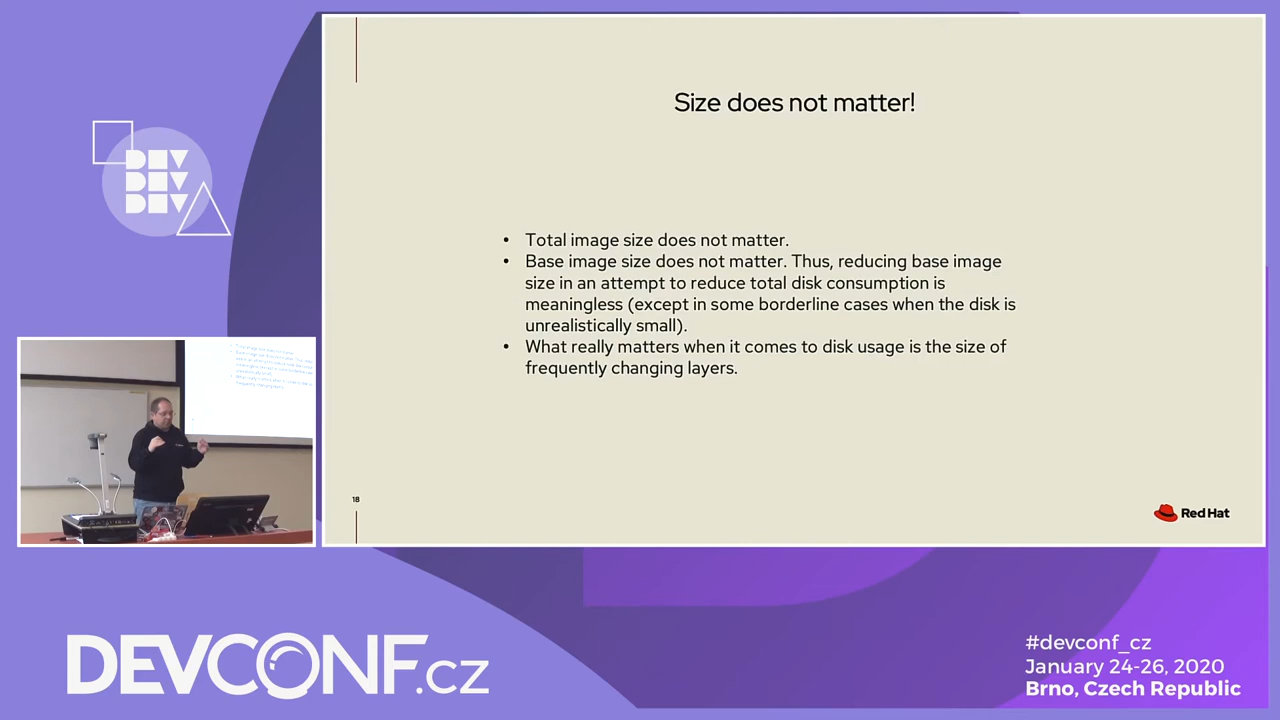 DEV
DEV
DEV
Size does not matter!
• Total image size does not matter.
• Base image size does not matter. Thus, reducing base image
size in an attempt to reduce total disk consumption is
meaningless (except in some borderline cases when the disk is
unrealistically small).
• What really matters when it comes to disk usage is the size of
frequently changing layers.
18
Red Hat
DEVCONF.cz
#devconf_cz
January 24-26, 2020
Brno, Czech Republic